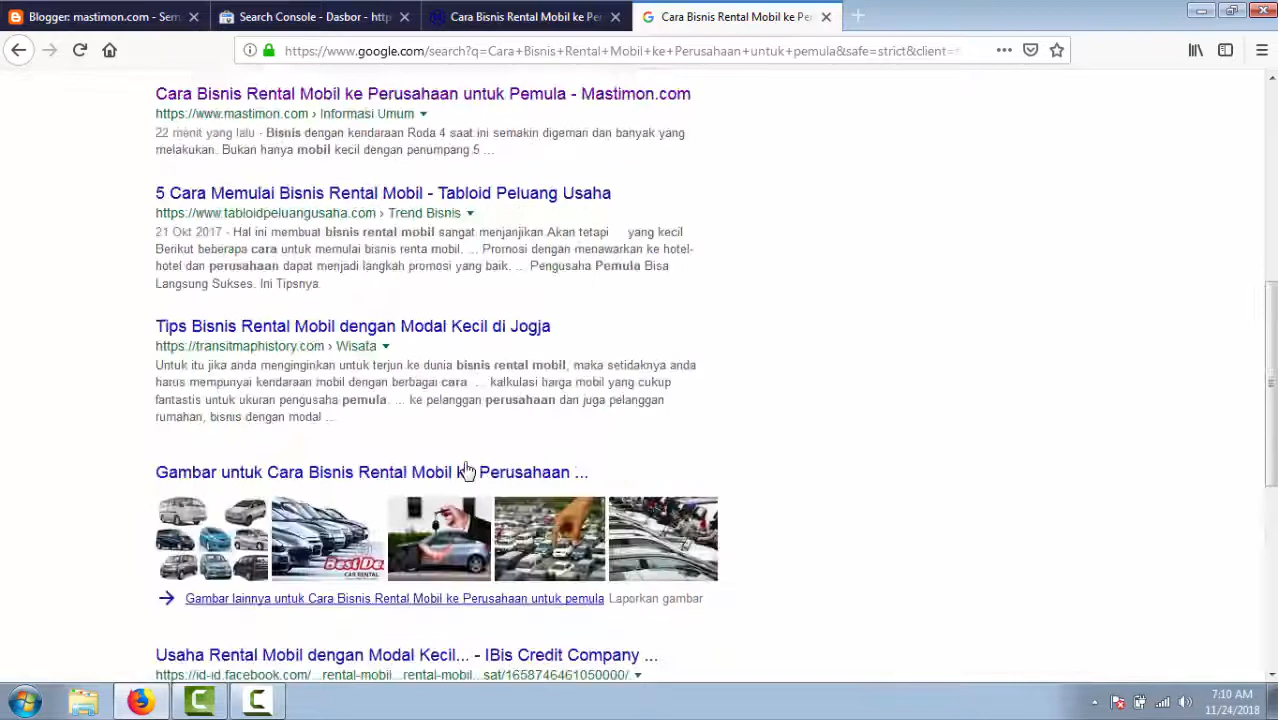 Blogger: mastimon.com - Sem
Search Console - Dasbor - http
Cara Bisnis Rental Mobil ke Per
Cara Bisnis Rental Mobil ke Pe
https://www.google.com/search?q=Cara+Bisnis+Rental+Mobil+ke+Perusahaan+untuk+pemula&safe=strict&client=
Cara Bisnis Rental Mobil ke Perusahaan untuk Pemula - Mastimon.com
https://www.mastimon.com › Informasi Umum
22 menit yang lalu - Bisnis dengan kendaraan Roda 4 saat ini semakin digemari dan banyak yang
melakukan. Bukan hanya mobil kecil dengan penumpang 5 ...
5 Cara Memulai Bisnis Rental Mobil - Tabloid Peluang Usaha
https://www.tabloidpeluangusaha.com › Trend Bisnis
21 Okt 2017 - Hal ini membuat bisnis rental mobil sangat menjanjikan.Akan tetapi yang kecil
Berikut beberapa cara untuk memulai bisnis renta mobil. ... Promosi dengan menawarkan ke hotel-
hotel dan perusahaan dapat menjadi langkah promosi yang baik. ... Pengusaha Pemula Bisa
Langsung Sukses. Ini Tipsnya.
Tips Bisnis Rental Mobil dengan Modal Kecil di Jogja
https://transitmaphistory.com › Wisata
Untuk itu jika anda menginginkan untuk terjun ke dunia bisnis rental mobil, maka setidaknya anda
harus mempunyai kendaraan mobil dengan berbagai cara ... kalkulasi harga mobil yang cukup
fantastis untuk ukuran pengusaha pemula. ... ke pelanggan perusahaan dan juga pelanggan
rumahan, bisnis dengan modal ...
Gambar untuk Cara Bisnis Rental Mobil ke Perusahaan ...
Best De
CAR RENTAL
Gambar lainnya untuk Cara Bisnis Rental Mobil ke Perusahaan untuk pemula Laporkan gambar
Usaha Rental Mobil dengan Modal Kecil... - IBis Credit Company ...
https://id-id.facebook.com/...rental-mobil...rental-mobil...sat/1658746461050000/
7:10 AM
11/24/2018